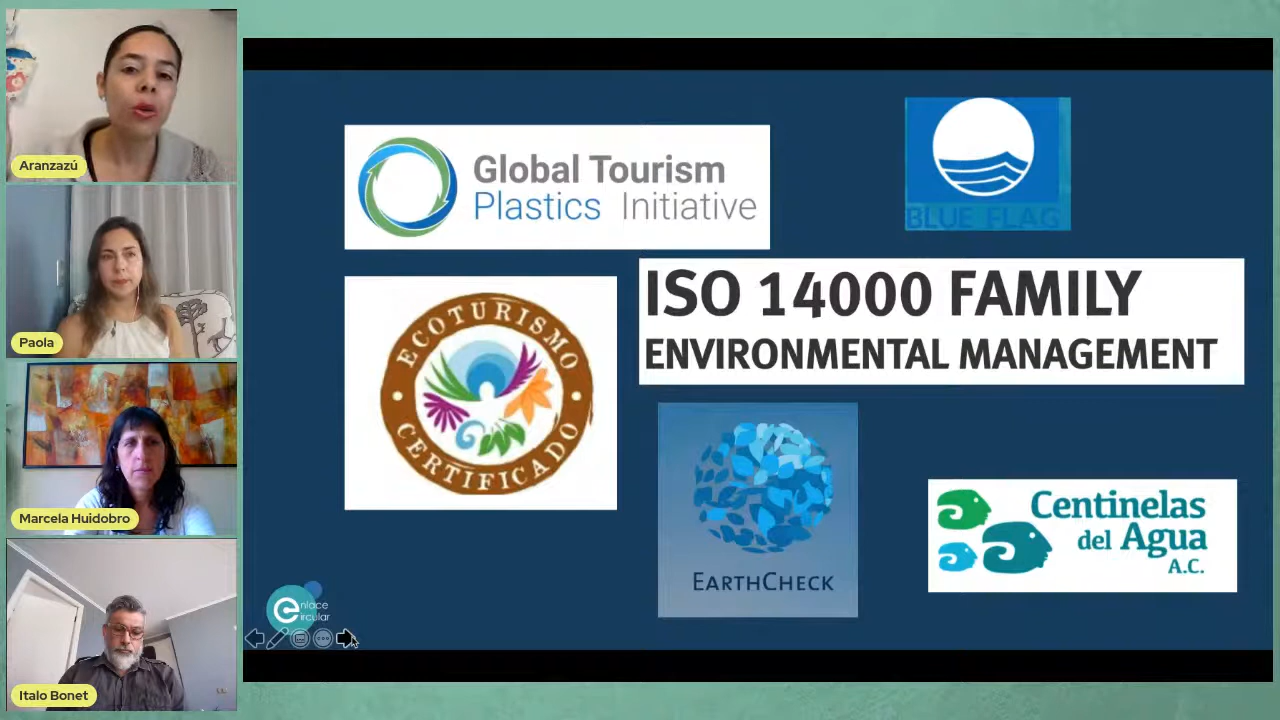 Aranzazú
Paola
Marcela Huidobro
Italo Bonet
Global Tourism
Plastics Initiative
BLUE FLAG
ISO 14000 FAMILY
ENVIRONMENTAL MANAGEMENT
ECOTURISMO
CERTIFICADO
EARTHCHECK
Centinelas
del Agua
A.C.
enlace
Circular